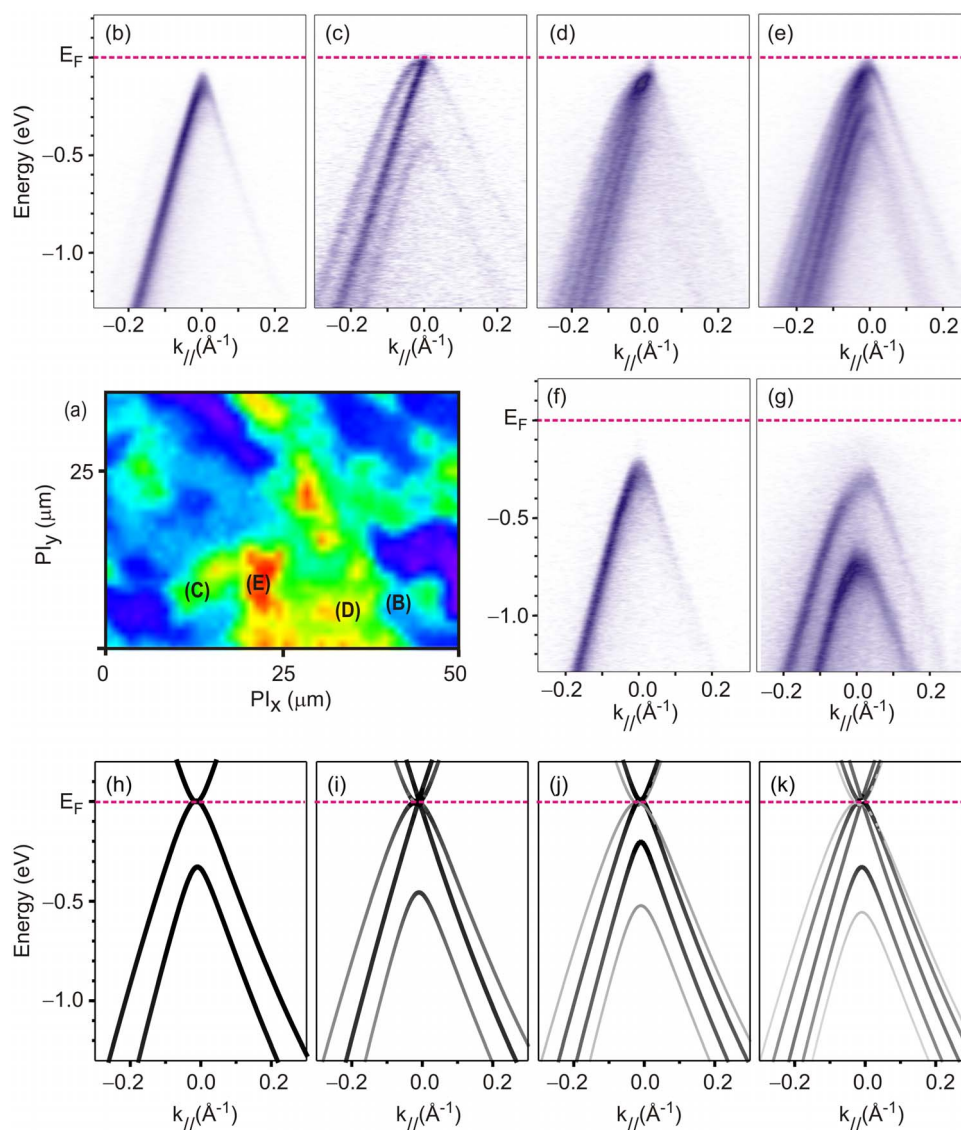 (b) (c) (d) (e)
E_F
−0.5
−1.0
Energy (eV)
−0.2 0.0 0.2 −0.2 0.0 0.2 −0.2 0.0 0.2 −0.2 0.0 0.2
k_//(Å⁻¹) k_//(Å⁻¹) k_//(Å⁻¹) k_//(Å⁻¹)
(a)
25
PI_y (μm)
(C) (E) (D) (B)
0 25 50
PI_x (μm)
(f) (g)
E_F
−0.5
−1.0
−0.2 0.0 0.2 −0.2 0.0 0.2
k_//(Å⁻¹) k_//(Å⁻¹)
(h) (i) (j) (k)
E_F
−0.5
−1.0
Energy (eV)
−0.2 0.0 0.2 −0.2 0.0 0.2 −0.2 0.0 0.2 −0.2 0.0 0.2
k_//(Å⁻¹) k_//(Å⁻¹) k_//(Å⁻¹) k_//(Å⁻¹)